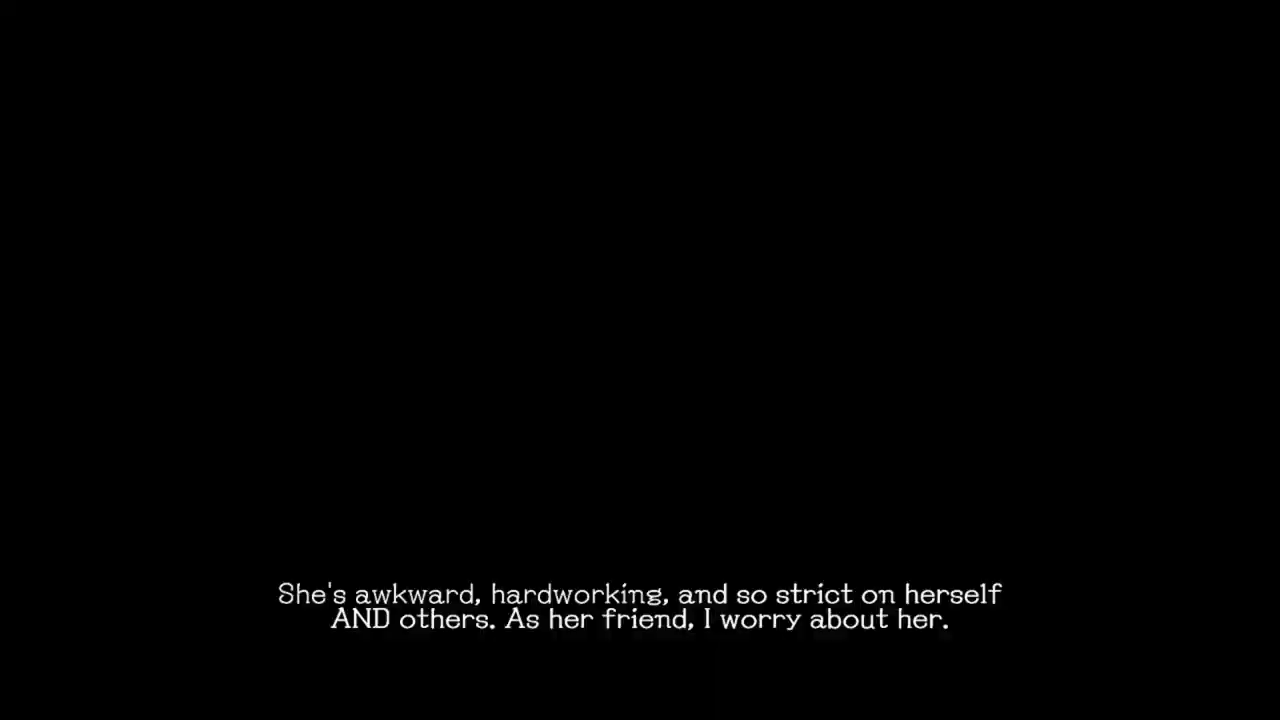 She's awkward, hardworking, and so strict on herself
AND others. As her friend, I worry about her.